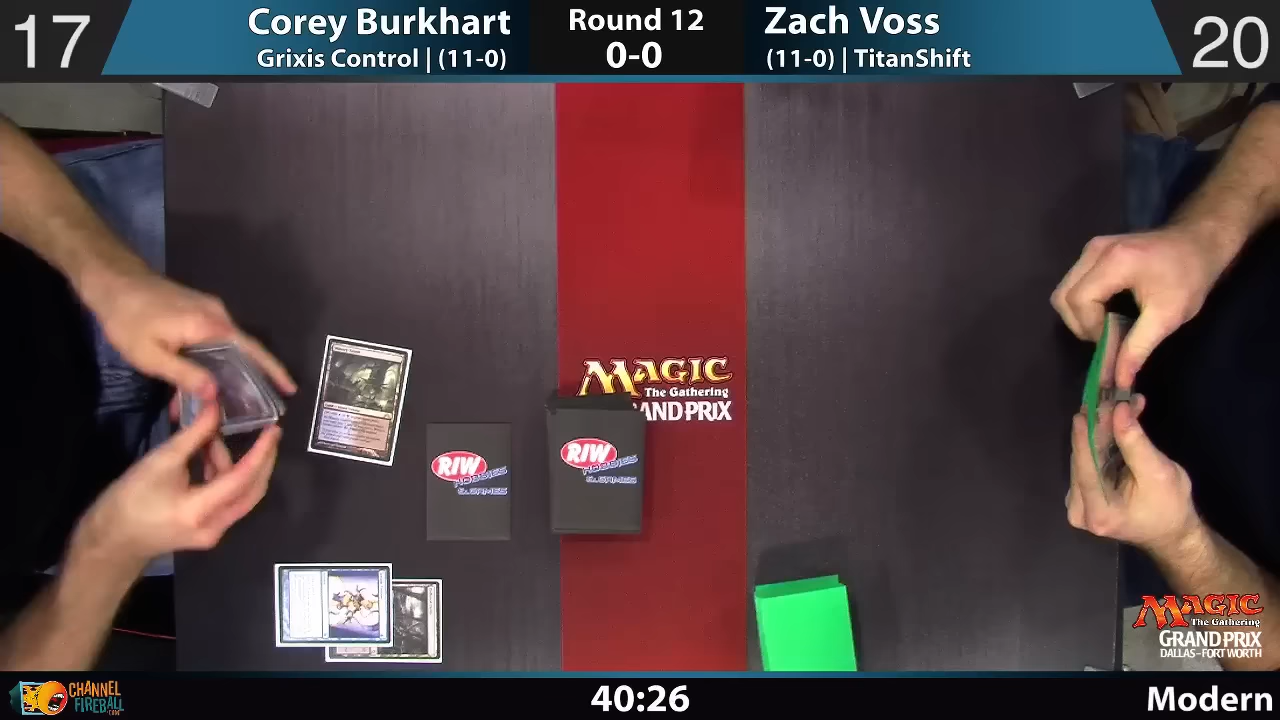 17
Corey Burkhart
Grixis Control | (11-0)
Round 12
0-0
Zach Voss
(11-0) | TitanShift
20
MAGIC
The Gathering
GRAND PRIX
RIW
HOBBIES
& GAMES
RIW
HOBBIES
& GAMES
MAGIC
The Gathering
GRAND PRIX
DALLAS-FORT WORTH
CHANNEL
FIREBALL
.COM
40:26
Modern